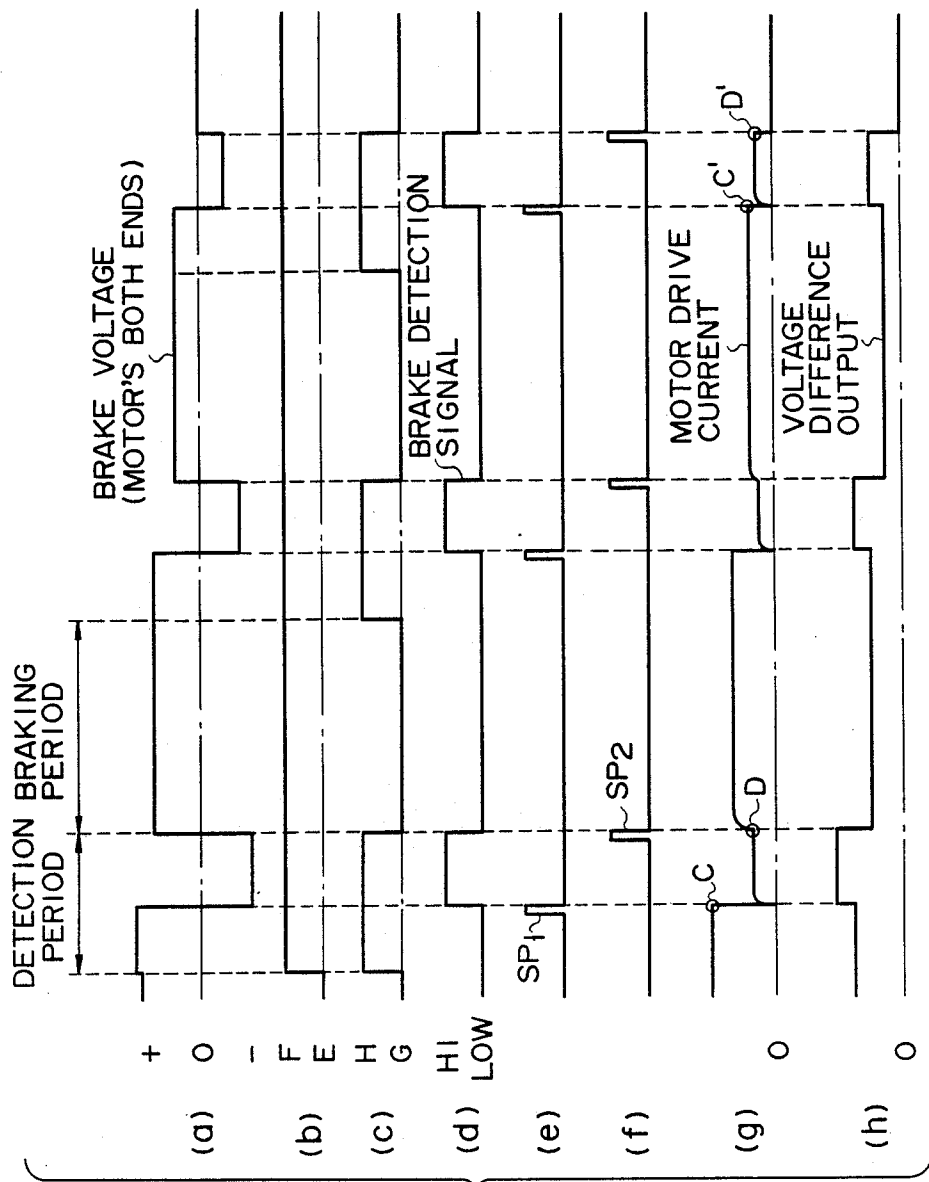 DETECTION
PERIOD
BRAKING
PERIOD
BRAKE VOLTAGE
(MOTOR'S BOTH ENDS)
(a)
+
0
-
(b)
F
E
(c)
H
G
BRAKE DETECTION
SIGNAL
(d)
HI
LOW
(e)
SP1
(f)
SP2
(g)
0
C
D
MOTOR DRIVE
CURRENT
C'
D'
(h)
0
VOLTAGE
DIFFERENCE
OUTPUT